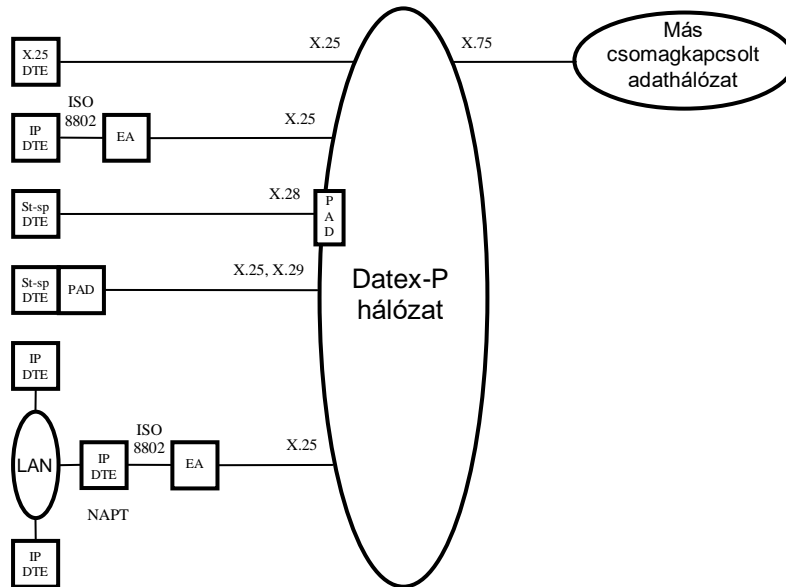 X.25
DTE
X.25
X.75
Más
csomagkapcsolt
adathálózat
IP
DTE
ISO
8802
EA
X.25
St-sp
DTE
X.28
P
A
D
St-sp
DTE
PAD
X.25, X.29
Datex-P
hálózat
IP
DTE
LAN
IP
DTE
ISO
8802
EA
X.25
NAPT
IP
DTE